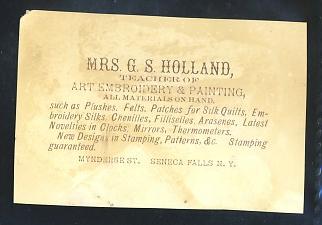 MRS. G. S. HOLLAND,
TEACHER OF
ART EMBROIDERY & PAINTING,
ALL MATERIALS ON HAND,
such as Plushes, Felts, Patches for Silk Quilts, Em-
broidery Silks, Cheniles, Filliselles, Arasenes, Latest
Novelties in Clocks, Mirrors, Thermometers.
New Designs in Stamping, Patterns, &c. Stamping
guaranteed.
MYNDERSE ST. SENECA FALLS N. Y.